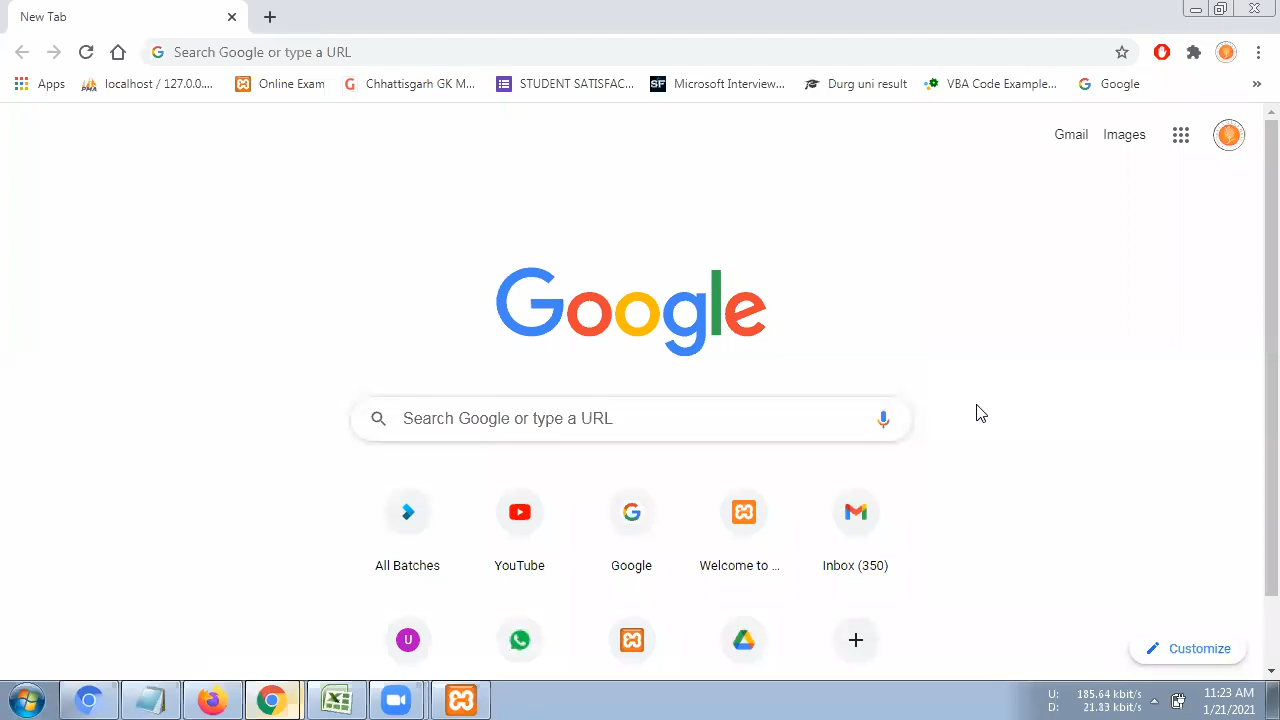 New Tab
Search Google or type a URL
Apps
localhost / 127.0.0....
Online Exam
Chhattisgarh GK M...
STUDENT SATISFAC...
Microsoft Interview...
Durg uni result
VBA Code Example...
Google
»
Gmail
Images
Google
Search Google or type a URL
All Batches
YouTube
Google
Welcome to ...
Inbox (350)
U
Customize
U: 185.64 kbit/s
D: 21.83 kbit/s
11:23 AM
1/21/2021